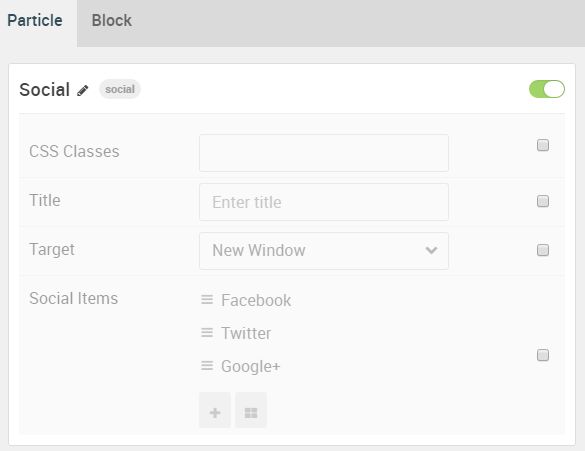 Particle Block
Social social
CSS Classes
Title Enter title
Target New Window
Social Items Facebook
Twitter
Google+